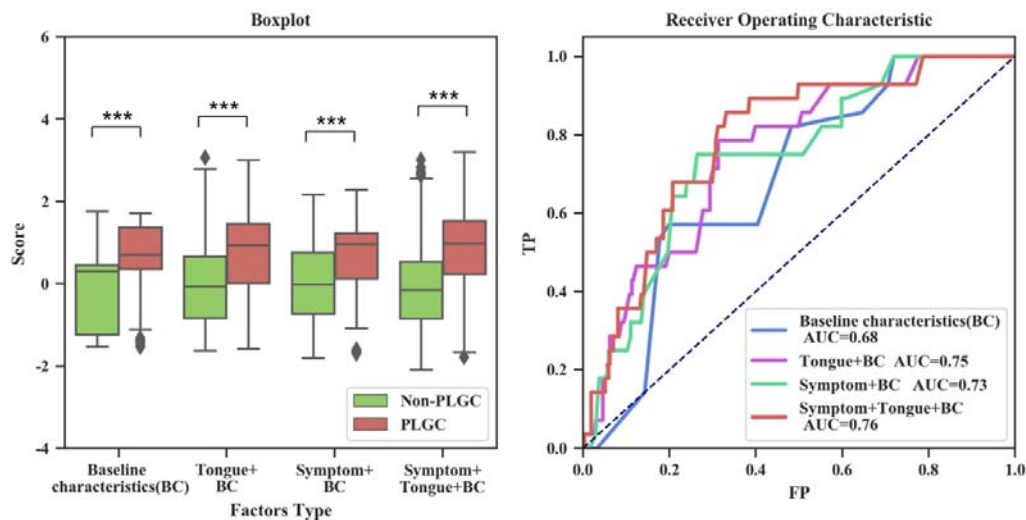 Boxplot
6
4
2
0
-2
-4
Score
***
***
***
***
Non-PLGC
PLGC
Baseline
characteristics(BC)
Tongue+
BC
Symptom+
BC
Symptom+
Tongue+BC
Factors Type
Receiver Operating Characteristic
1.0
0.8
0.6
0.4
0.2
0.0
TP
Baseline characteristics(BC)
AUC=0.68
Tongue+BC AUC=0.75
Symptom+BC AUC=0.73
Symptom+Tongue+BC
AUC=0.76
0.0
0.2
0.4
0.6
0.8
1.0
FP